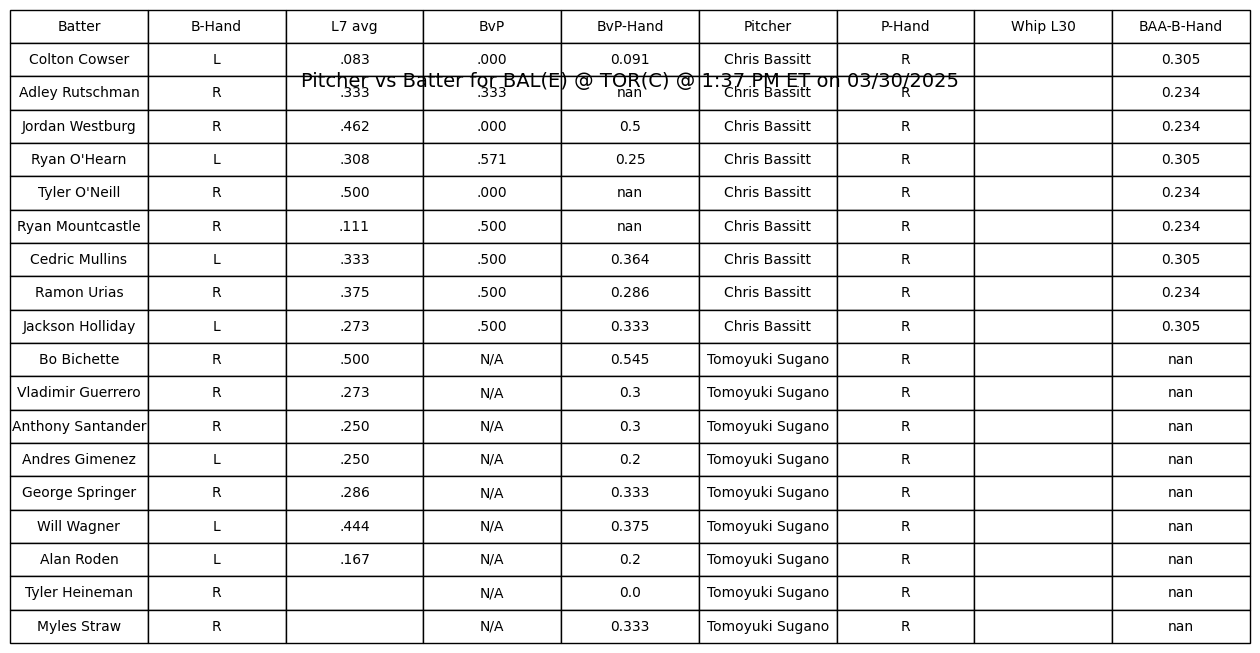 Batter B-Hand L7 avg BvP BvP-Hand Pitcher P-Hand Whip L30 BAA-B-Hand
Colton Cowser L .083 .000 0.091 Chris Bassitt R 0.305
Pitcher vs Batter for BAL(E) @ TOR(C) @ 1:37 PM ET on 03/30/2025
Adley Rutschman R .333 .333 nan Chris Bassitt R 0.234
Jordan Westburg R .462 .000 0.5 Chris Bassitt R 0.234
Ryan O'Hearn L .308 .571 0.25 Chris Bassitt R 0.305
Tyler O'Neill R .500 .000 nan Chris Bassitt R 0.234
Ryan Mountcastle R .111 .500 nan Chris Bassitt R 0.234
Cedric Mullins L .333 .500 0.364 Chris Bassitt R 0.305
Ramon Urias R .375 .500 0.286 Chris Bassitt R 0.234
Jackson Holliday L .273 .500 0.333 Chris Bassitt R 0.305
Bo Bichette R .500 N/A 0.545 Tomoyuki Sugano R nan
Vladimir Guerrero R .273 N/A 0.3 Tomoyuki Sugano R nan
Anthony Santander R .250 N/A 0.3 Tomoyuki Sugano R nan
Andres Gimenez L .250 N/A 0.2 Tomoyuki Sugano R nan
George Springer R .286 N/A 0.333 Tomoyuki Sugano R nan
Will Wagner L .444 N/A 0.375 Tomoyuki Sugano R nan
Alan Roden L .167 N/A 0.2 Tomoyuki Sugano R nan
Tyler Heineman R N/A 0.0 Tomoyuki Sugano R nan
Myles Straw R N/A 0.333 Tomoyuki Sugano R nan